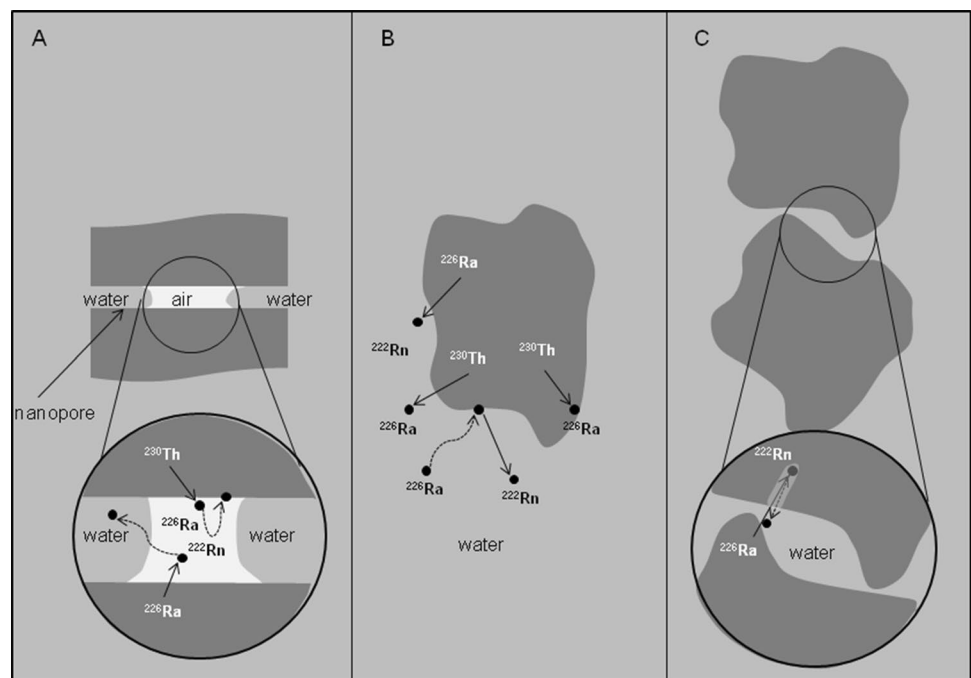 A
water air water
nanopore
²³⁰Th
²²⁶Ra
water ²²²Rn water
²²⁶Ra
B
²²⁶Ra
²²²Rn
²³⁰Th ²³⁰Th
²²⁶Ra ²²⁶Ra
²²⁶Ra ²²²Rn
water
C
²²²Rn
²²⁶Ra water